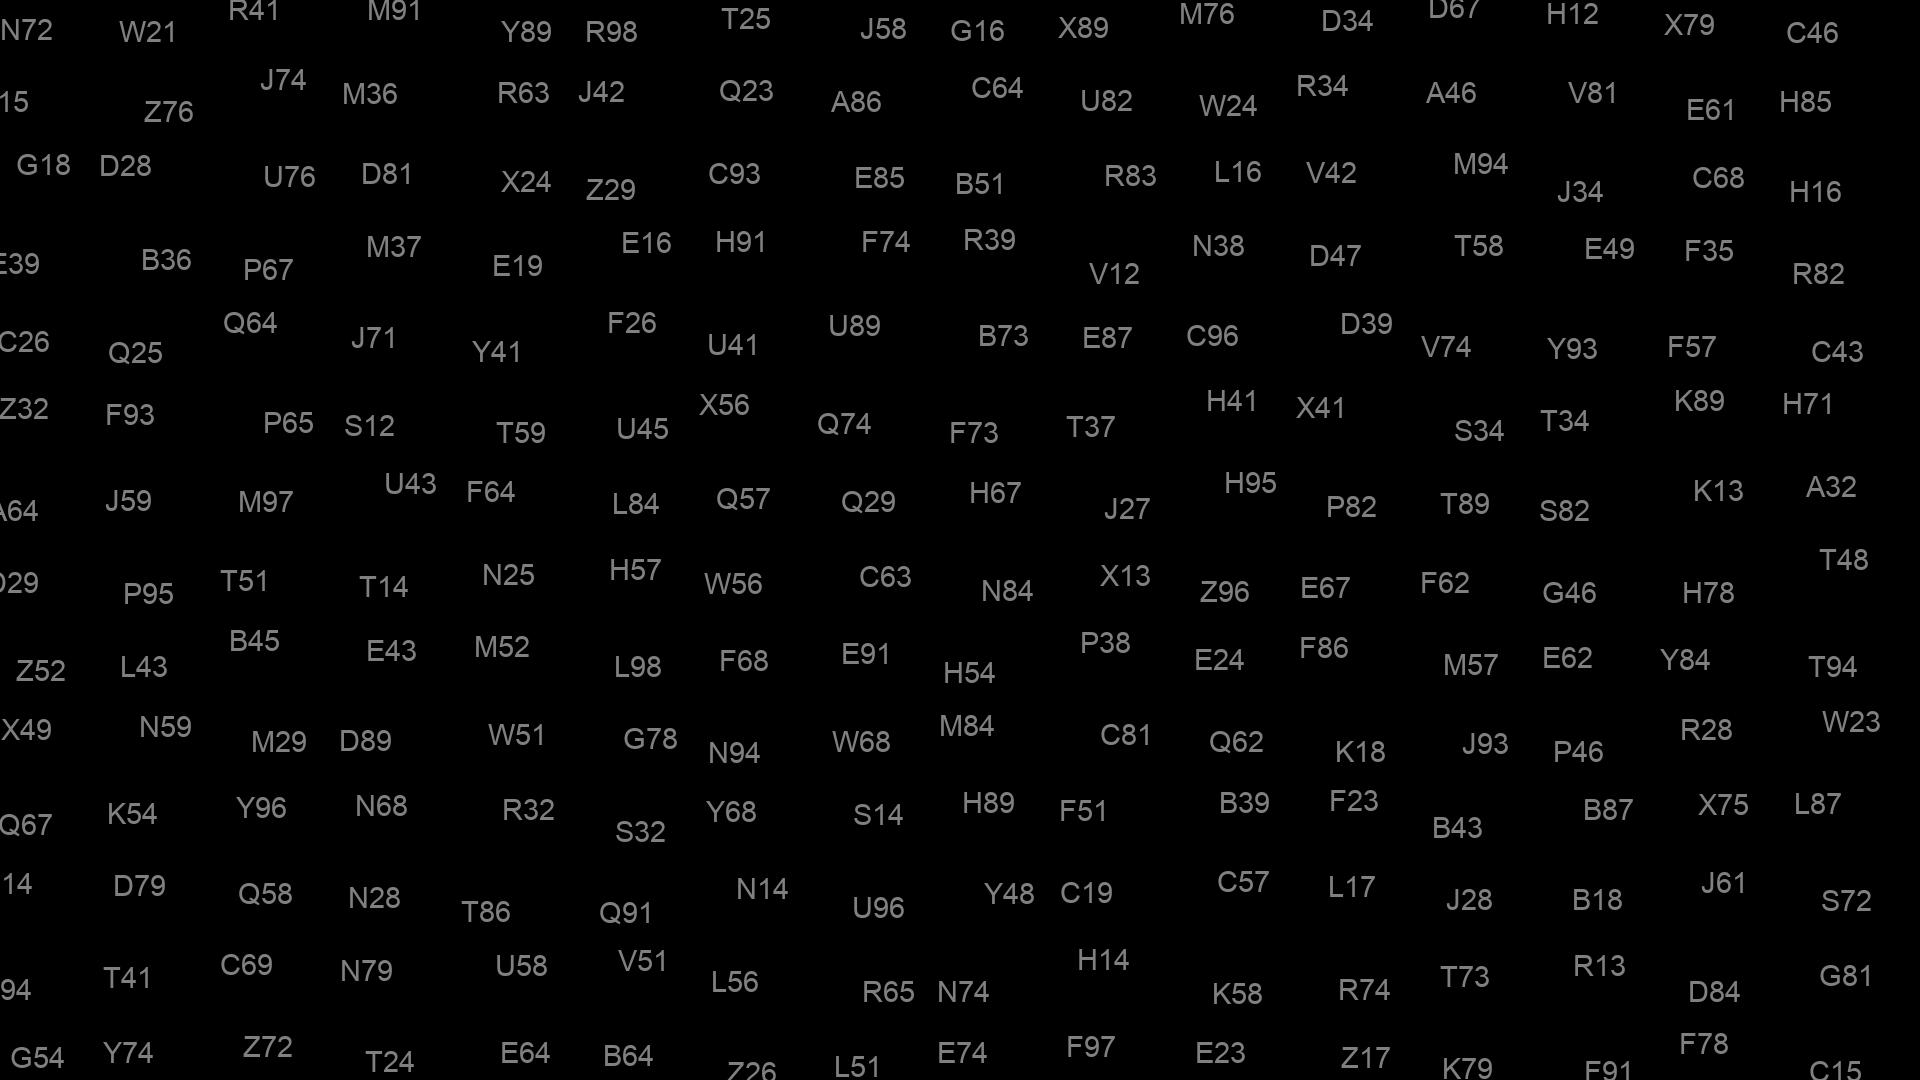 N72 W21 R41 M91 Y89 R98 T25 J58 G16 X89 M76 D34 D67 H12 X79 C46
15 Z76 J74 M36 R63 J42 Q23 A86 C64 U82 W24 R34 A46 V81 E61 H85
G18 D28 U76 D81 X24 Z29 C93 E85 B51 R83 L16 V42 M94 J34 C68 H16
E39 B36 P67 M37 E19 E16 H91 F74 R39 V12 N38 D47 T58 E49 F35 R82
C26 Q25 Q64 J71 Y41 F26 U41 U89 B73 E87 C96 D39 V74 Y93 F57 C43
Z32 F93 P65 S12 T59 U45 X56 Q74 F73 T37 H41 X41 S34 T34 K89 H71
A64 J59 M97 U43 F64 L84 Q57 Q29 H67 J27 H95 P82 T89 S82 K13 A32
29 P95 T51 T14 N25 H57 W56 C63 N84 X13 Z96 E67 F62 G46 H78 T48
Z52 L43 B45 E43 M52 L98 F68 E91 H54 P38 E24 F86 M57 E62 Y84 T94
X49 N59 M29 D89 W51 G78 N94 W68 M84 C81 Q62 K18 J93 P46 R28 W23
Q67 K54 Y96 N68 R32 S32 Y68 S14 H89 F51 B39 F23 B43 B87 X75 L87
14 D79 Q58 N28 T86 Q91 N14 U96 Y48 C19 C57 L17 J28 B18 J61 S72
94 T41 C69 N79 U58 V51 L56 R65 N74 H14 K58 R74 T73 R13 D84 G81
G54 Y74 Z72 T24 E64 B64 Z26 L51 E74 F97 E23 Z17 K79 F91 F78 C15